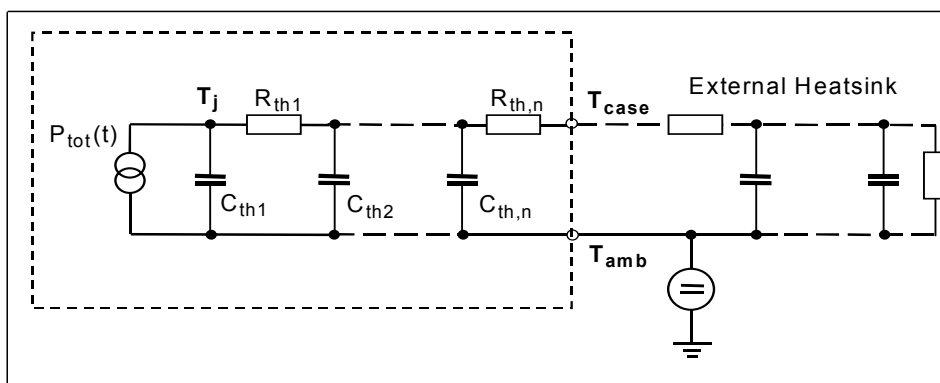 External Heatsink
T_j R_th1 R_th,n T_case
P_tot(t)
C_th1 C_th2 C_th,n
T_amb